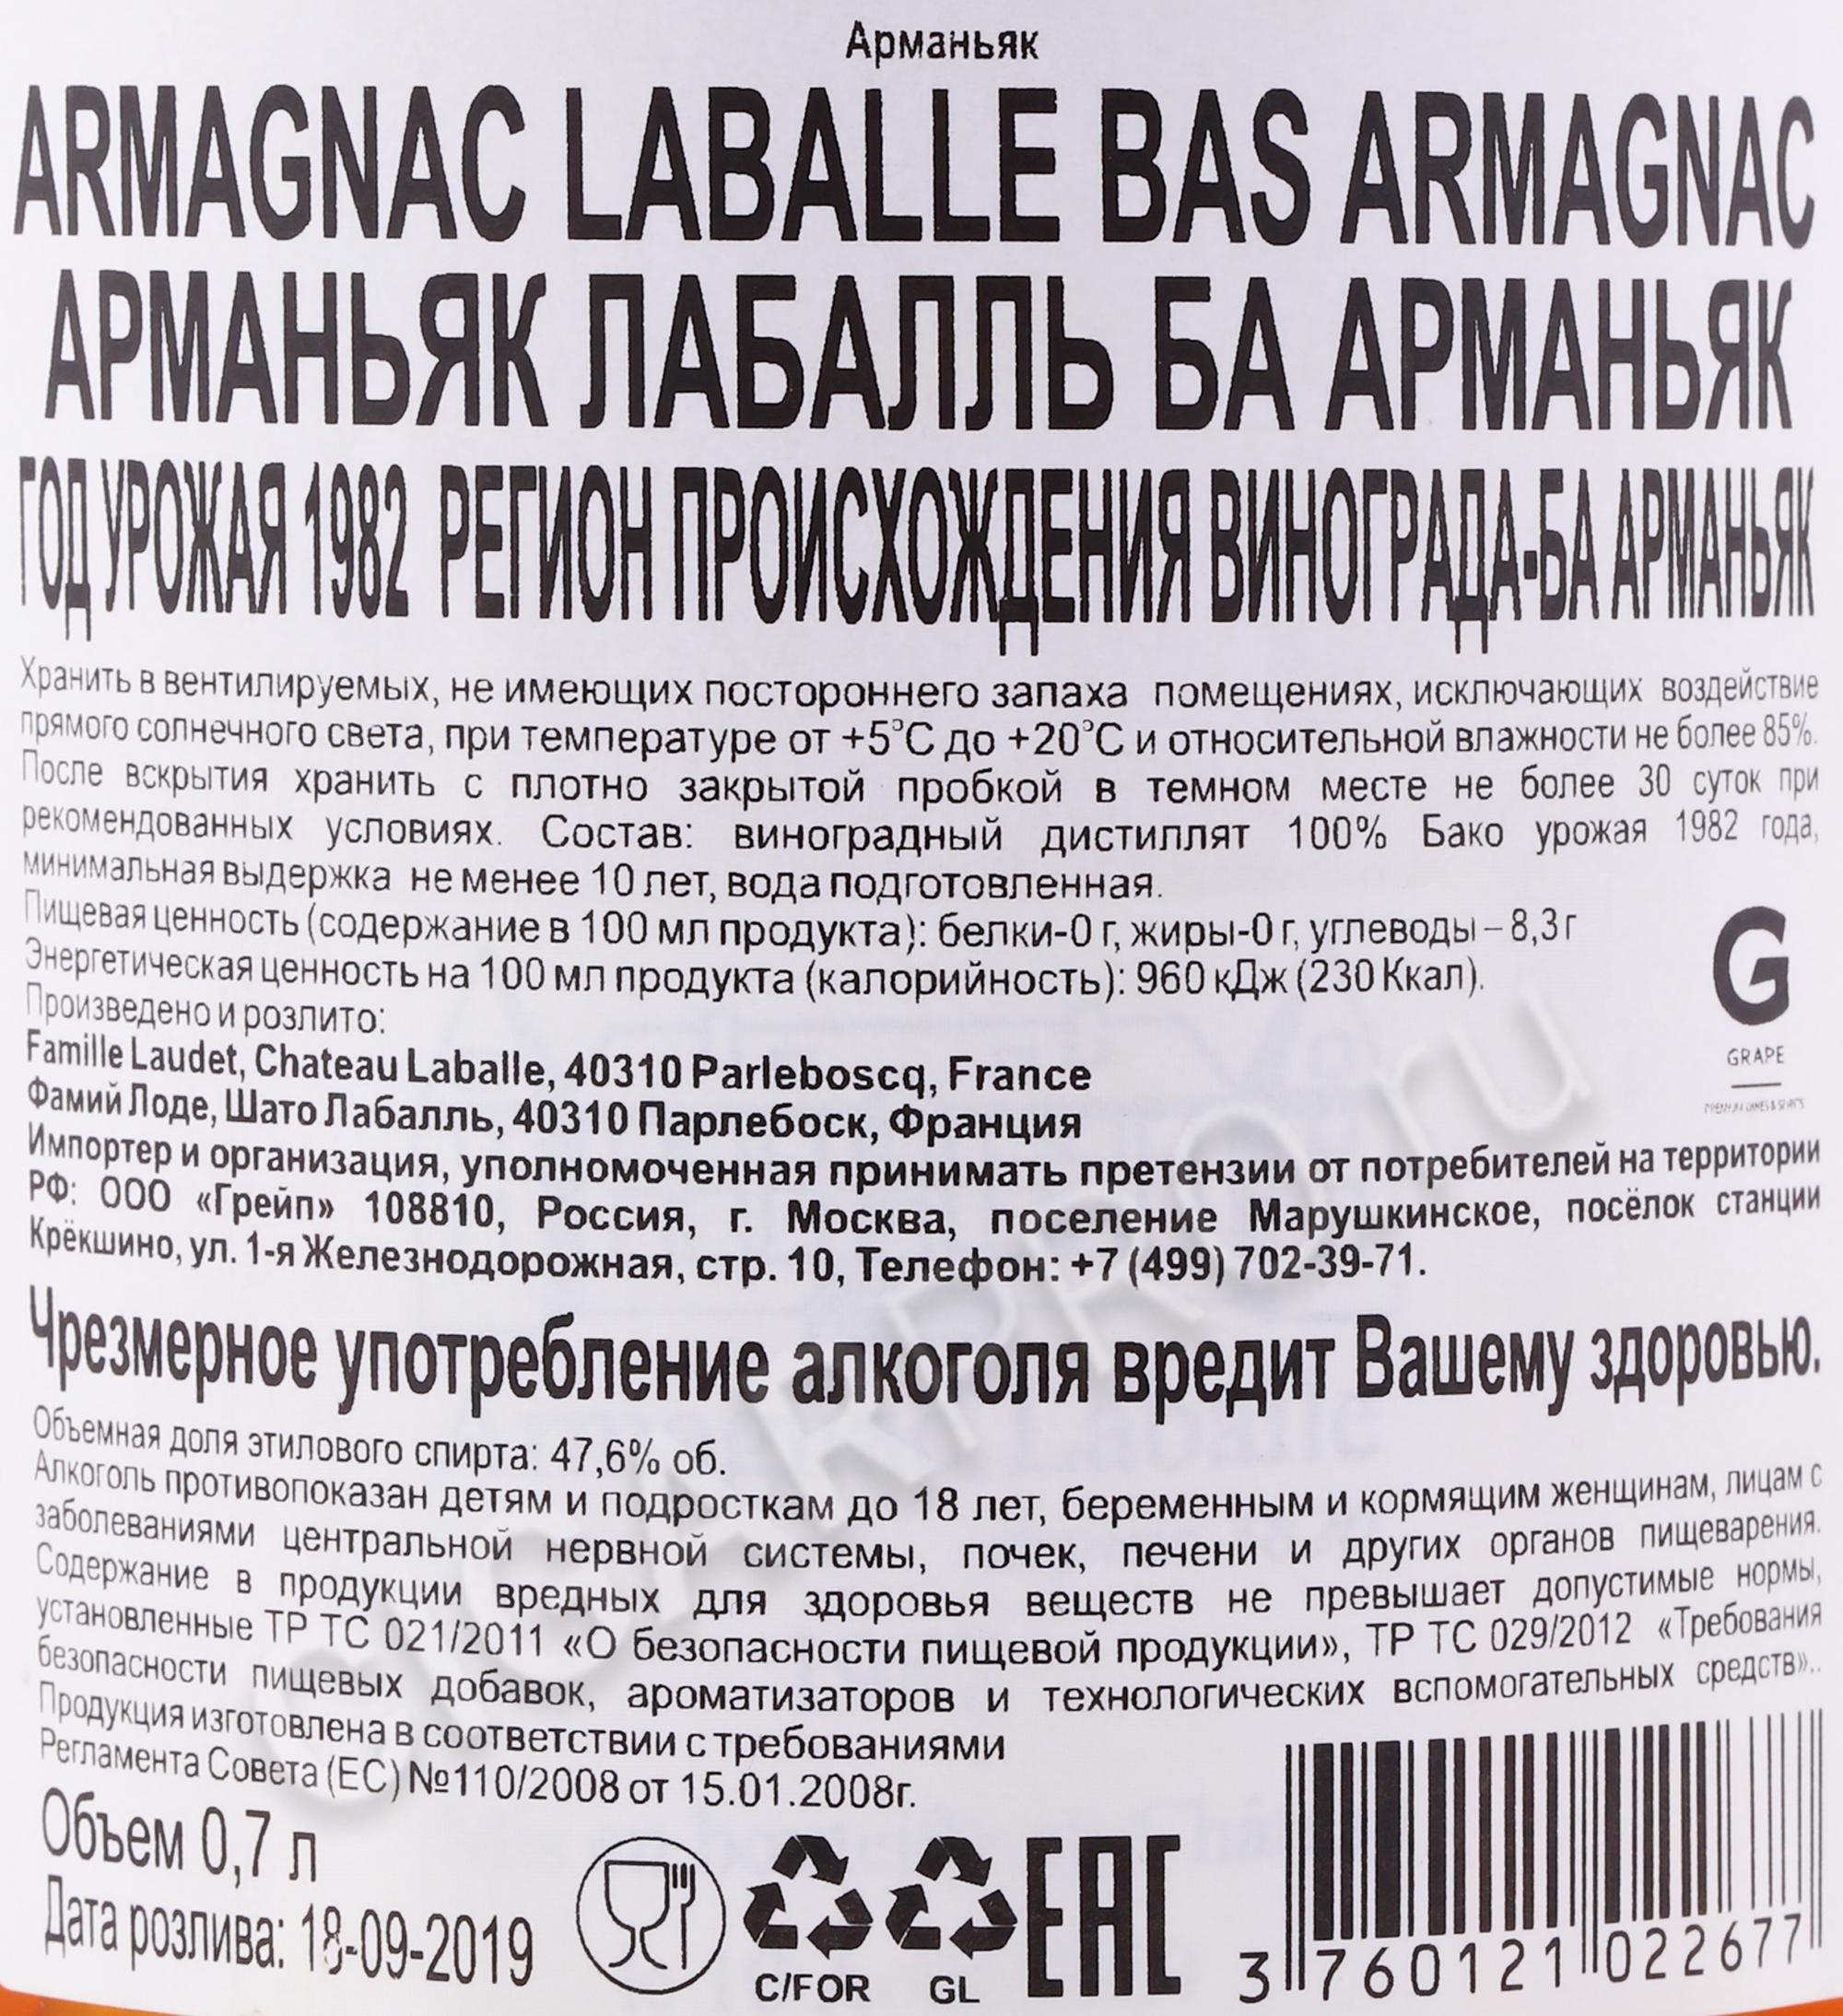 Арманьяк
ARMAGNAC LABALLE BAS ARMAGNAC
АРМАНЬЯК ЛАБАЛЛЬ БА АРМАНЬЯК
ГОД УРОЖАЯ 1982 РЕГИОН ПРОИСХОЖДЕНИЯ ВИНОГРАДА-БА АРМАНЬЯК
Хранить в вентилируемых, не имеющих постороннего запаха помещениях, исключающих воздействие
прямого солнечного света, при температуре от +5°С до +20°С и относительной влажности не более 85%.
После вскрытия хранить с плотно закрытой пробкой в темном месте не более 30 суток при
рекомендованных условиях. Состав: виноградный дистиллят 100% Бако урожая 1982 года,
минимальная выдержка не менее 10 лет, вода подготовленная.
Пищевая ценность (содержание в 100 мл продукта): белки-0 г, жиры-0 г, углеводы – 8,3 г
Энергетическая ценность на 100 мл продукта (калорийность): 960 кДж (230 Ккал).
Произведено и розлито:
Famille Laudet, Chateau Laballe, 40310 Parleboscq, France
Фамий Лоде, Шато Лабалль, 40310 Парлебоск, Франция
Импортер и организация, уполномоченная принимать претензии от потребителей на территории
РФ: ООО «Грейп» 108810, Россия, г. Москва, поселение Марушкинское, посёлок станции
Крёкшино, ул. 1-я Железнодорожная, стр. 10, Телефон: +7 (499) 702-39-71.
G
GRAPE
PREMIUM WINES & SPIRITS
Чрезмерное употребление алкоголя вредит Вашему здоровью.
Объемная доля этилового спирта: 47,6% об.
Алкоголь противопоказан детям и подросткам до 18 лет, беременным и кормящим женщинам, лицам с
заболеваниями центральной нервной системы, почек, печени и других органов пищеварения.
Содержание в продукции вредных для здоровья веществ не превышает допустимые нормы,
установленные ТР ТС 021/2011 «О безопасности пищевой продукции», ТР ТС 029/2012 «Требования
безопасности пищевых добавок, ароматизаторов и технологических вспомогательных средств»..
Продукция изготовлена в соответствии с требованиями
Регламента Совета (ЕС) №110/2008 от 15.01.2008г.
Объем 0,7 л
Дата розлива: 18-09-2019
C/FOR GL EAC
3 760121 022677
CIGARPRO.ru